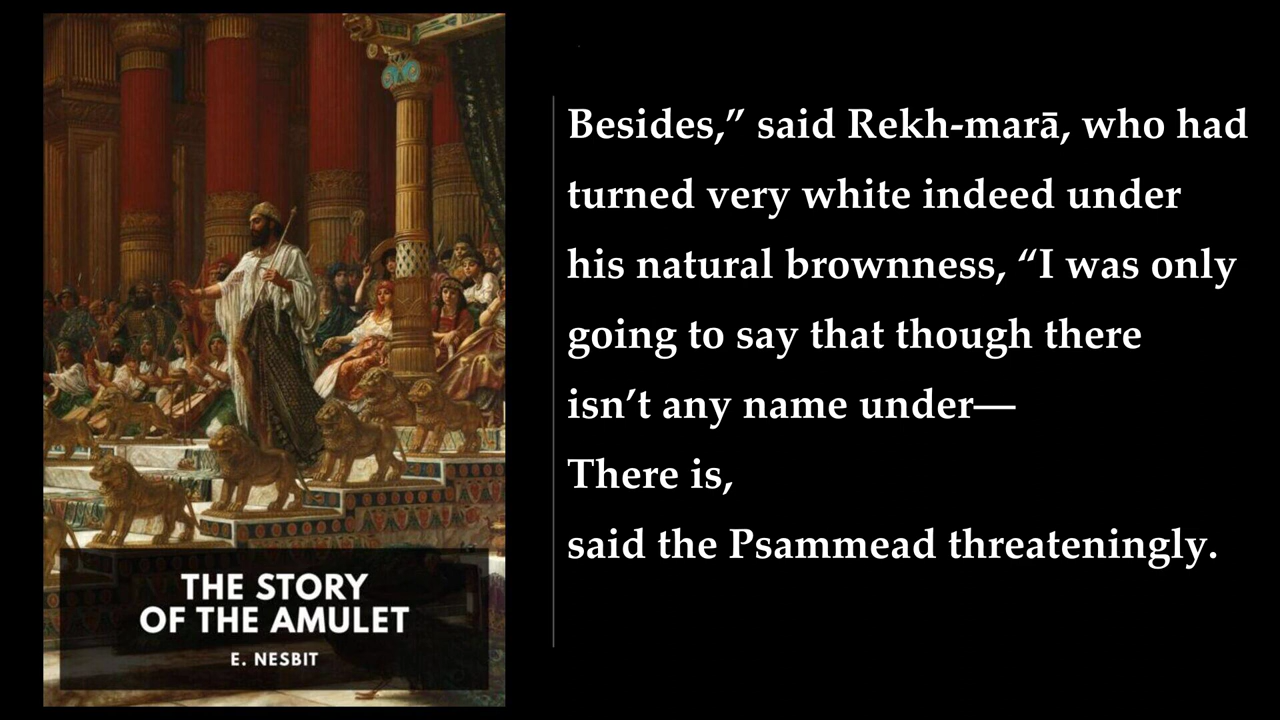 THE STORY
OF THE AMULET
E. NESBIT
Besides,” said Rekh-marā, who had
turned very white indeed under
his natural brownness, “I was only
going to say that though there
isn’t any name under—
There is,
said the Psammead threateningly.